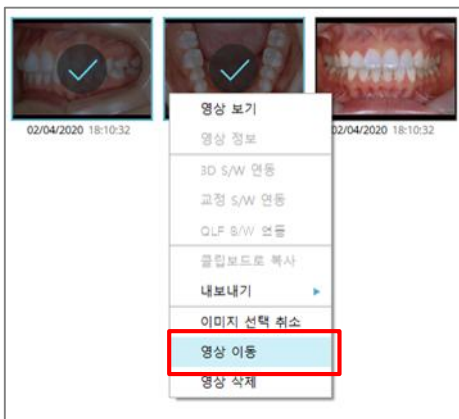 02/04/2020 18:10:32
02/04/2020 18:10:32
영상 보기
영상 정보
3D S/W 연동
교정 S/W 연동
QLF S/W 연동
클립보드로 복사
내보내기
이미지 선택 취소
영상 이동
영상 삭제